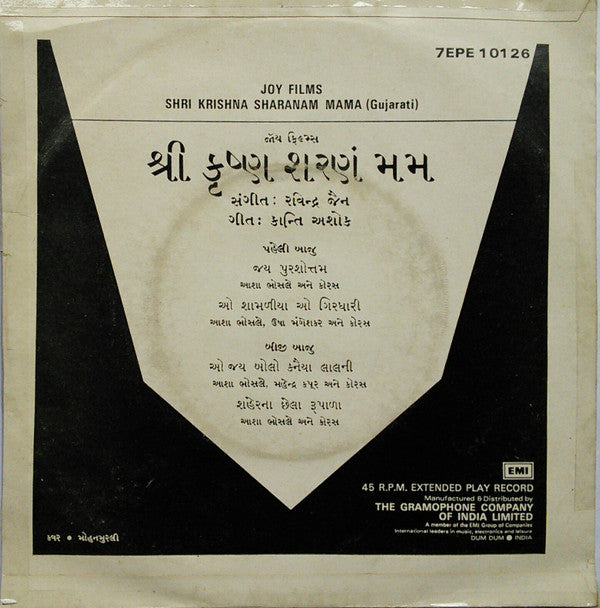 7EPE 10126
JOY FILMS
SHRI KRISHNA SHARANAM MAMA (Gujarati)
જૉય ફિલ્મ્સ
શ્રી કૃષ્ણ શરણં મમ
સંગીત: રવિન્દ્ર જૈન
ગીત: કાન્તિ અશોક
પહેલી બાજુ
જય પુરશોત્તમ
આશા ભોસલે અને કોરસ
ઓ શામળીયા ઓ ગિરધારી
આશા ભોસલે, ઉષા મંગેશકર અને કોરસ
બીજી બાજુ
ઓ જય બોલો કનૈયા લાલની
આશા ભોસલે, મહેન્દ્ર કપૂર અને કોરસ
શહેરના છેલા રૂપાળા
આશા ભોસલે અને કોરસ
EMI
45 R.P.M. EXTENDED PLAY RECORD
Manufactured & Distributed by
THE GRAMOPHONE COMPANY
OF INDIA LIMITED
A member of the EMI Group of Companies
International leaders in music, electronics and leisure
DUM DUM ● INDIA
કવર ● મોહનમુરલી